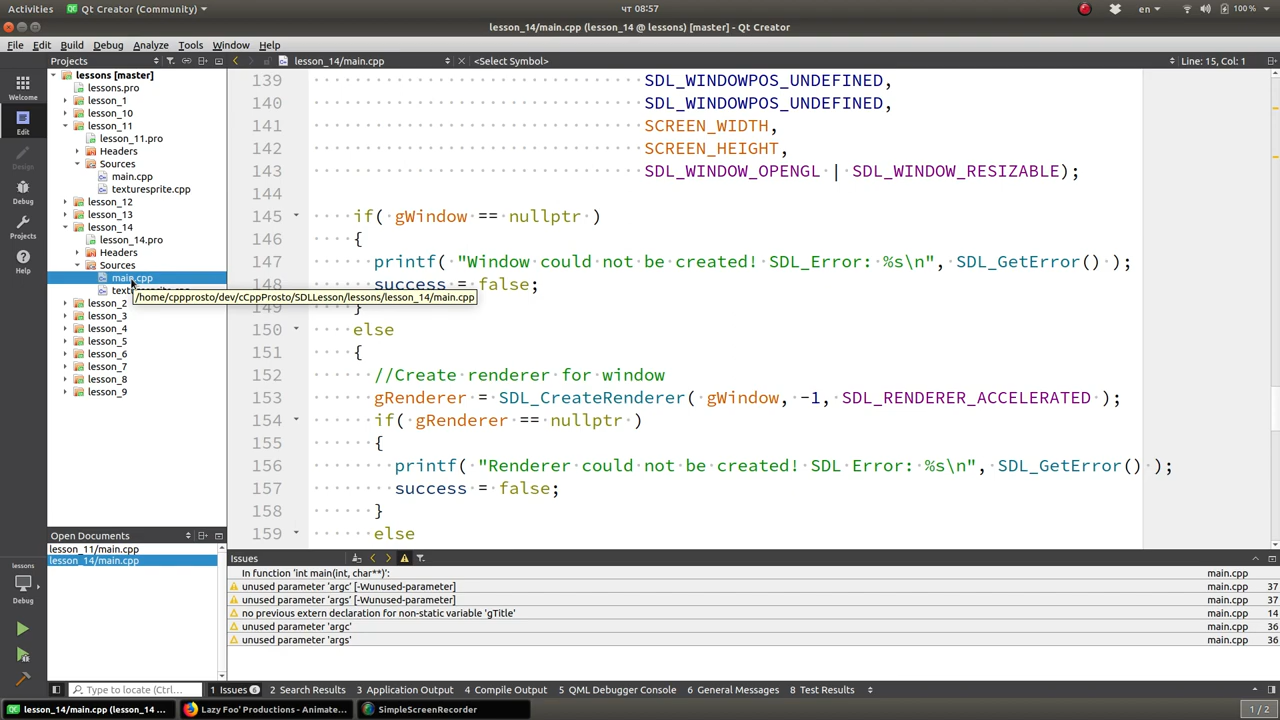 Activities
Qt Creator (Community)
чт 08:57
en
100 %
lesson_14/main.cpp (lesson_14 @ lessons) [master] - Qt Creator
File Edit Build Debug Analyze Tools Window Help
Projects
lesson_14/main.cpp
<Select Symbol>
Line: 15, Col: 1
Welcome
Edit
Design
Debug
Projects
Help
lessons
Debug
lessons [master]
lessons.pro
lesson_1
lesson_10
lesson_11
lesson_11.pro
Headers
Sources
main.cpp
texturesprite.cpp
lesson_12
lesson_13
lesson_14
lesson_14.pro
Headers
Sources
main.cpp
/home/cppprosto/dev/cCppProsto/SDLLesson/lessons/lesson_14/main.cpp
lesson_2
lesson_3
lesson_4
lesson_5
lesson_6
lesson_7
lesson_8
lesson_9
139 SDL_WINDOWPOS_UNDEFINED,
140 SDL_WINDOWPOS_UNDEFINED,
141 SCREEN_WIDTH,
142 SCREEN_HEIGHT,
143 SDL_WINDOW_OPENGL | SDL_WINDOW_RESIZABLE);
144
145 if( gWindow == nullptr )
146 {
147 printf( "Window could not be created! SDL_Error: %s\n", SDL_GetError() );
148 success = false;
149 }
150 else
151 {
152 //Create renderer for window
153 gRenderer = SDL_CreateRenderer( gWindow, -1, SDL_RENDERER_ACCELERATED );
154 if( gRenderer == nullptr )
155 {
156 printf( "Renderer could not be created! SDL Error: %s\n", SDL_GetError() );
157 success = false;
158 }
159 else
Open Documents
lesson_11/main.cpp
lesson_14/main.cpp
Issues
In function 'int main(int, char**)': main.cpp
unused parameter 'argc' [-Wunused-parameter] main.cpp 37
unused parameter 'args' [-Wunused-parameter] main.cpp 37
no previous extern declaration for non-static variable 'gTitle' main.cpp 14
unused parameter 'argc' main.cpp 36
unused parameter 'args' main.cpp 36
Type to locate (Ctrl...
1 Issues 6
2 Search Results
3 Application Output
4 Compile Output
5 QML Debugger Console
6 General Messages
8 Test Results
lesson_14/main.cpp (lesson_14 ...
Lazy Foo' Productions - Animate...
SimpleScreenRecorder
1 / 2